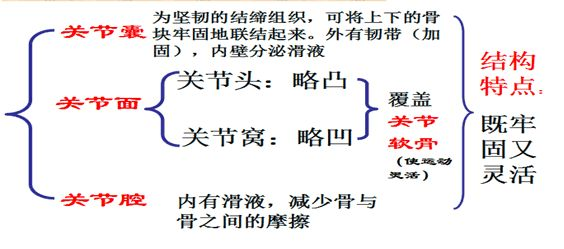 关节囊
为坚韧的结缔组织，可将上下的骨
块牢固地联结起来。外有韧带（加
固），内壁分泌滑液
关节面
关节头：略凸
关节窝：略凹
覆盖
关节
软骨
（使运动
灵活）
关节腔
内有滑液，减少骨与
骨之间的摩擦
结构
特点：
既牢
固又
灵活